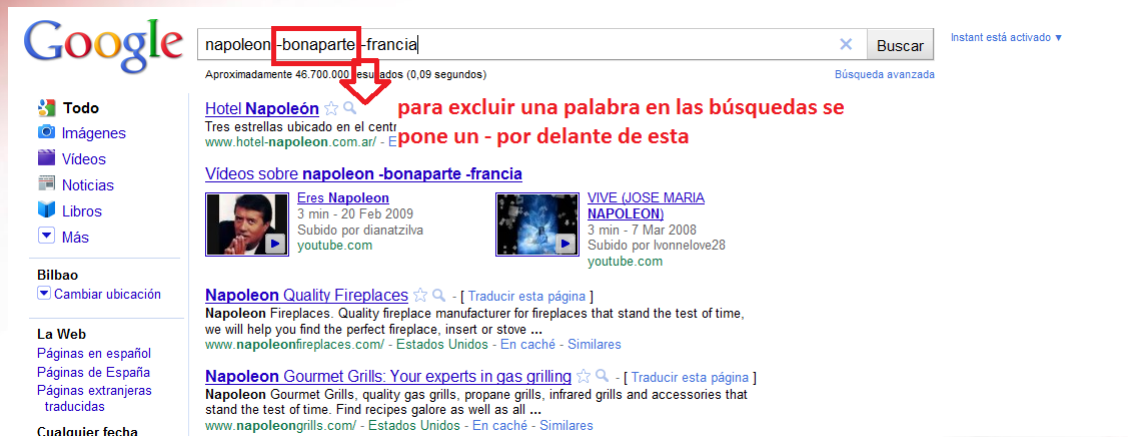 Google
napoleon -bonaparte -francia
Buscar
Instant está activado
Aproximadamente 46.700.000 resultados (0,09 segundos)
Búsqueda avanzada
Todo
Imágenes
Vídeos
Noticias
Libros
Más
Bilbao
Cambiar ubicación
La Web
Páginas en español
Páginas de España
Páginas extranjeras
traducidas
Cualquier fecha
Hotel Napoleón
Tres estrellas ubicado en el
www.hotel-napoleon.com.ar/ -
para excluir una palabra en las búsquedas se
pone un - por delante de esta
Vídeos sobre napoleon -bonaparte -francia
Eres Napoleon
3 min - 20 Feb 2009
Subido por dianatzilva
youtube.com
VIVE (JOSE MARIA
NAPOLEON)
3 min - 7 Mar 2008
Subido por lvonnelove28
youtube.com
Napoleon Quality Fireplaces - [ Traducir esta página ]
Napoleon Fireplaces. Quality fireplace manufacturer for fireplaces that stand the test of time,
we will help you find the perfect fireplace, insert or stove ...
www.napoleonfireplaces.com/ - Estados Unidos - En caché - Similares
Napoleon Gourmet Grills: Your experts in gas grilling - [ Traducir esta página ]
Napoleon Gourmet Grills, quality gas grills, propane grills, infrared grills and accessories that
stand the test of time. Find recipes galore as well as all ...
www.napoleongrills.com/ - Estados Unidos - En caché - Similares